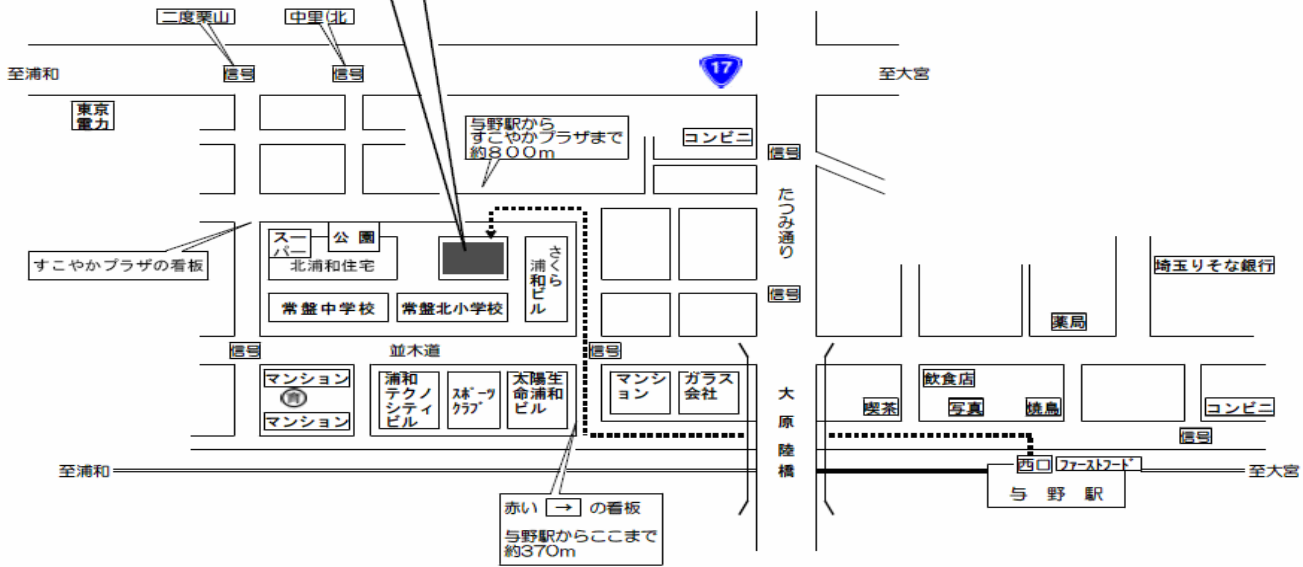 二度栗山
中里(北
至浦和
信号
信号
17
至大宮
東京
電力
与野駅から
すこやかプラザまで
約800m
コンビニ
信号
たつみ通り
スー
パー
公園
北浦和住宅
さくら
浦和ビル
すこやかプラザの看板
埼玉りそな銀行
常盤中学校
常盤北小学校
信号
薬局
信号
並木道
信号
マンション
マンション
浦和
テクノ
シティ
ビル
スポーツ
クラブ
太陽生
命浦和
ビル
マンシ
ョン
ガラス
会社
大原陸橋
飲食店
喫茶
写真
焼鳥
コンビニ
信号
至浦和
西口
ファーストフード
至大宮
与野駅
赤い → の看板
与野駅からここまで
約370m